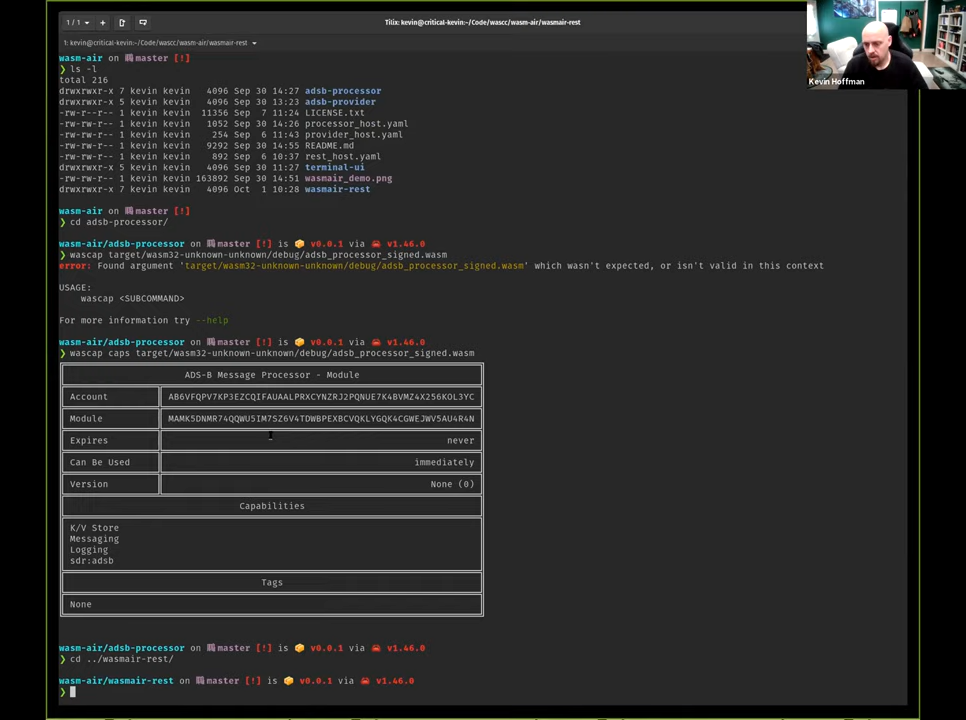 1 / 1
Tilix: kevin@critical-kevin:~/Code/wascc/wasm-air/wasmair-rest
1: kevin@critical-kevin:~/Code/wascc/wasm-air/wasmair-rest
Kevin Hoffman
wasm-air on master [!]
❯ ls -l
total 216
drwxrwxr-x 7 kevin kevin 4096 Sep 30 14:27 adsb-processor
drwxrwxr-x 5 kevin kevin 4096 Sep 30 13:23 adsb-provider
-rw-r--r-- 1 kevin kevin 11356 Sep 7 11:24 LICENSE.txt
-rw-rw-r-- 1 kevin kevin 1052 Sep 30 14:26 processor_host.yaml
-rw-rw-r-- 1 kevin kevin 254 Sep 6 11:43 provider_host.yaml
-rw-rw-r-- 1 kevin kevin 9292 Sep 30 14:55 README.md
-rw-rw-r-- 1 kevin kevin 892 Sep 6 10:37 rest_host.yaml
drwxrwxr-x 5 kevin kevin 4096 Sep 30 11:27 terminal-ui
-rw-rw-r-- 1 kevin kevin 163892 Sep 30 14:51 wasmair_demo.png
drwxrwxr-x 7 kevin kevin 4096 Oct 1 10:28 wasmair-rest
wasm-air on master [!]
❯ cd adsb-processor/
wasm-air/adsb-processor on master [!] is 📦 v0.0.1 via v1.46.0
❯ wascap target/wasm32-unknown-unknown/debug/adsb_processor_signed.wasm
error: Found argument 'target/wasm32-unknown-unknown/debug/adsb_processor_signed.wasm' which wasn't expected, or isn't valid in this context
USAGE:
wascap <SUBCOMMAND>
For more information try --help
wasm-air/adsb-processor on master [!] is 📦 v0.0.1 via v1.46.0
❯ wascap caps target/wasm32-unknown-unknown/debug/adsb_processor_signed.wasm
ADS-B Message Processor - Module
Account AB6VFQPV7KP3EZCQIFAUAALPRXCYNZRJ2PQNUE7K4BVMZ4X256KOL3YC
Module MAMK5DNMR74QQWU5IM7SZ6V4TDWBPEXBCVQKLYGQK4CGWEJWV5AU4R4N
Expires never
Can Be Used immediately
Version None (0)
Capabilities
K/V Store
Messaging
Logging
sdr:adsb
Tags
None
wasm-air/adsb-processor on master [!] is 📦 v0.0.1 via v1.46.0
❯ cd ../wasmair-rest/
wasm-air/wasmair-rest on master [!] is 📦 v0.0.1 via v1.46.0
❯